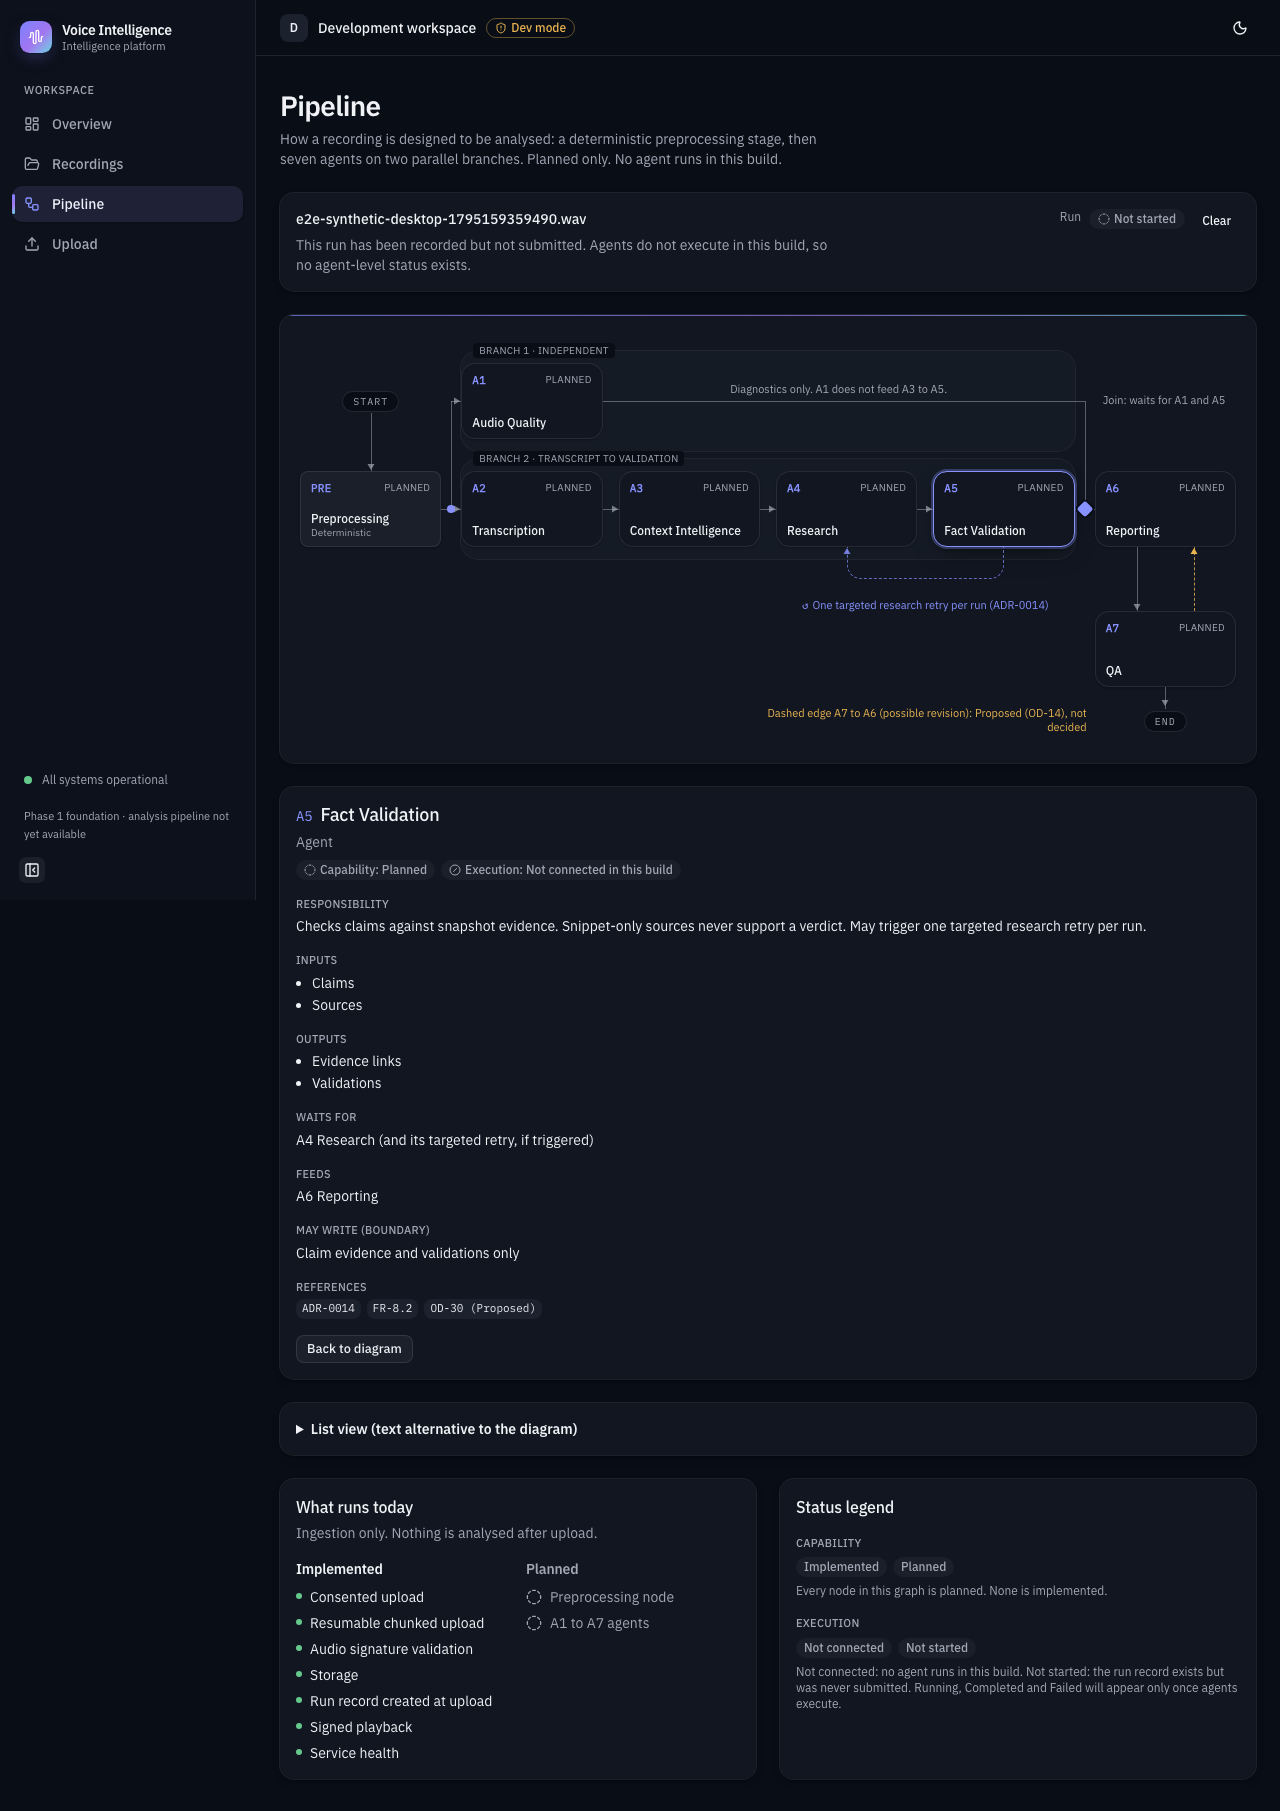 Voice Intelligence
Intelligence platform
WORKSPACE
Overview
Recordings
Pipeline
Upload
All systems operational
Phase 1 foundation · analysis pipeline not
yet available
D
Development workspace
Dev mode
Pipeline
How a recording is designed to be analysed: a deterministic preprocessing stage, then
seven agents on two parallel branches. Planned only. No agent runs in this build.
e2e-synthetic-desktop-1795159359490.wav
Run
Not started
Clear
This run has been recorded but not submitted. Agents do not execute in this build, so
no agent-level status exists.
BRANCH 1 · INDEPENDENT
A1 PLANNED
Audio Quality
Diagnostics only. A1 does not feed A3 to A5.
Join: waits for A1 and A5
START
BRANCH 2 · TRANSCRIPT TO VALIDATION
PRE PLANNED
Preprocessing
Deterministic
A2 PLANNED
Transcription
A3 PLANNED
Context Intelligence
A4 PLANNED
Research
A5 PLANNED
Fact Validation
A6 PLANNED
Reporting
↺ One targeted research retry per run (ADR-0014)
A7 PLANNED
QA
Dashed edge A7 to A6 (possible revision): Proposed (OD-14), not
decided
END
A5 Fact Validation
Agent
Capability: Planned
Execution: Not connected in this build
RESPONSIBILITY
Checks claims against snapshot evidence. Snippet-only sources never support a verdict. May trigger one targeted research retry per run.
INPUTS
• Claims
• Sources
OUTPUTS
• Evidence links
• Validations
WAITS FOR
A4 Research (and its targeted retry, if triggered)
FEEDS
A6 Reporting
MAY WRITE (BOUNDARY)
Claim evidence and validations only
REFERENCES
ADR-0014 FR-8.2 OD-30 (Proposed)
Back to diagram
▶ List view (text alternative to the diagram)
What runs today
Ingestion only. Nothing is analysed after upload.
Implemented
Consented upload
Resumable chunked upload
Audio signature validation
Storage
Run record created at upload
Signed playback
Service health
Planned
Preprocessing node
A1 to A7 agents
Status legend
CAPABILITY
Implemented Planned
Every node in this graph is planned. None is implemented.
EXECUTION
Not connected Not started
Not connected: no agent runs in this build. Not started: the run record exists but
was never submitted. Running, Completed and Failed will appear only once agents
execute.